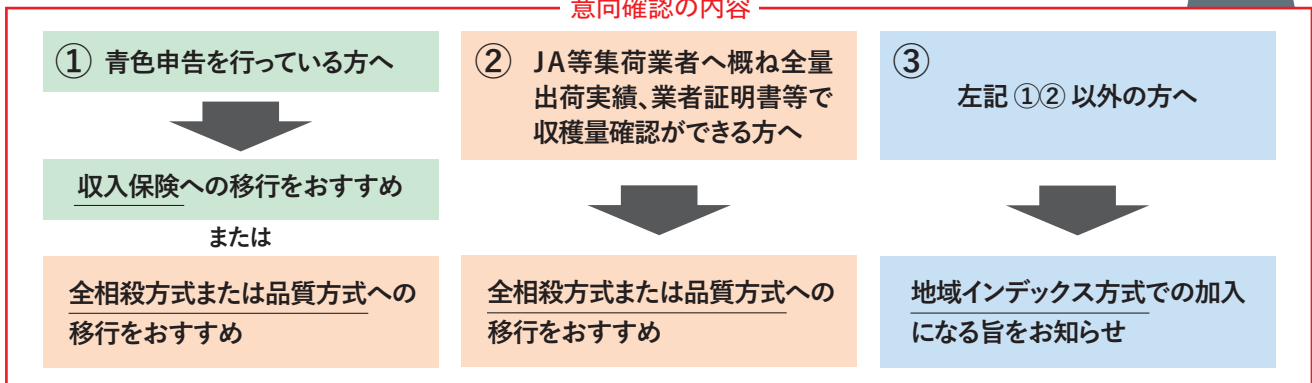 意向確認の内容
① 青色申告を行っている方へ
収入保険への移行をおすすめ
または
全相殺方式または品質方式への
移行をおすすめ
② JA等集荷業者へ概ね全量
出荷実績、業者証明書等で
収穫量確認ができる方へ
全相殺方式または品質方式への
移行をおすすめ
③
左記①②以外の方へ
地域インデックス方式での加入
になる旨をお知らせ